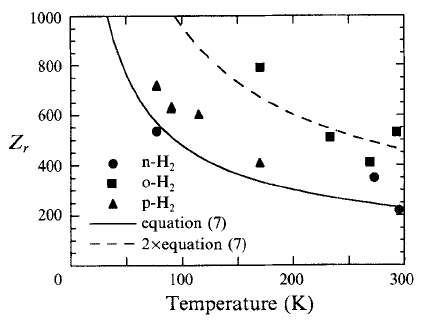 1000
800
600
Zr
400
200
0
n-H2
o-H2
p-H2
equation (7)
2×equation (7)
0 100 200 300
Temperature (K)